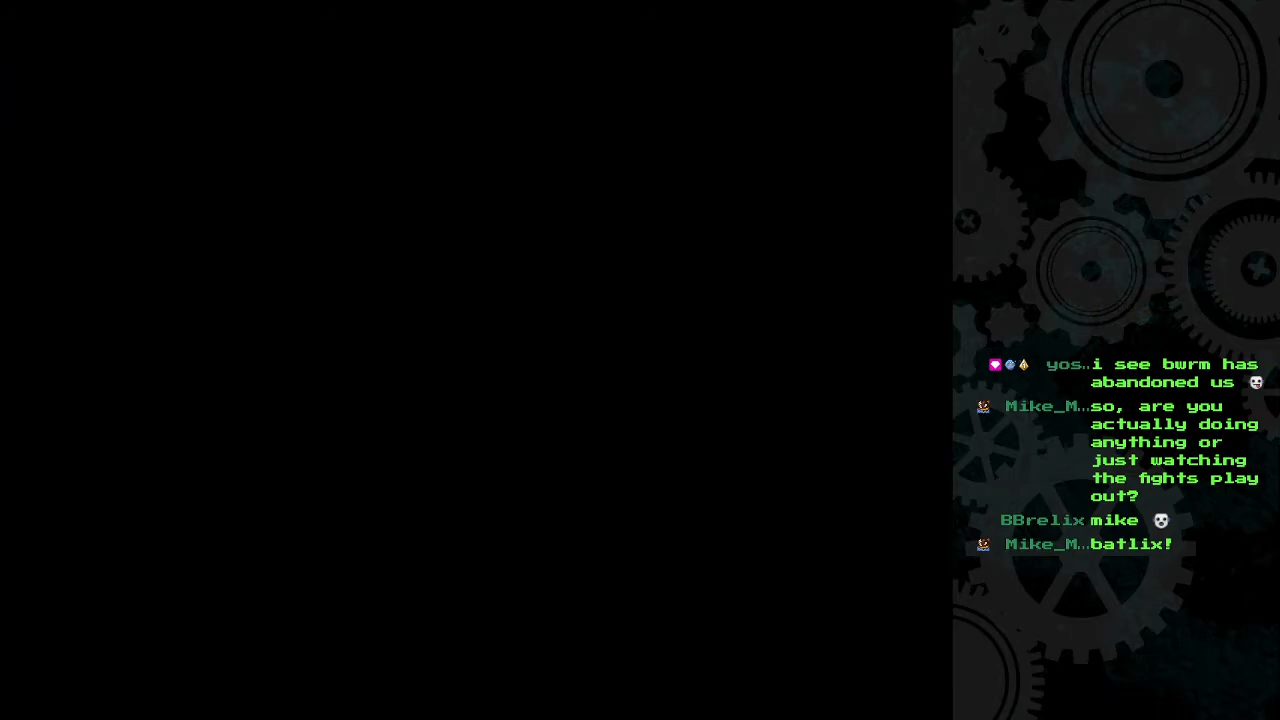 yos..i see bwrm has
abandoned us
Mike_M...so, are you
actually doing
anything or
just watching
the fights play
out?
BBrelix mike
Mike_M...batlix!